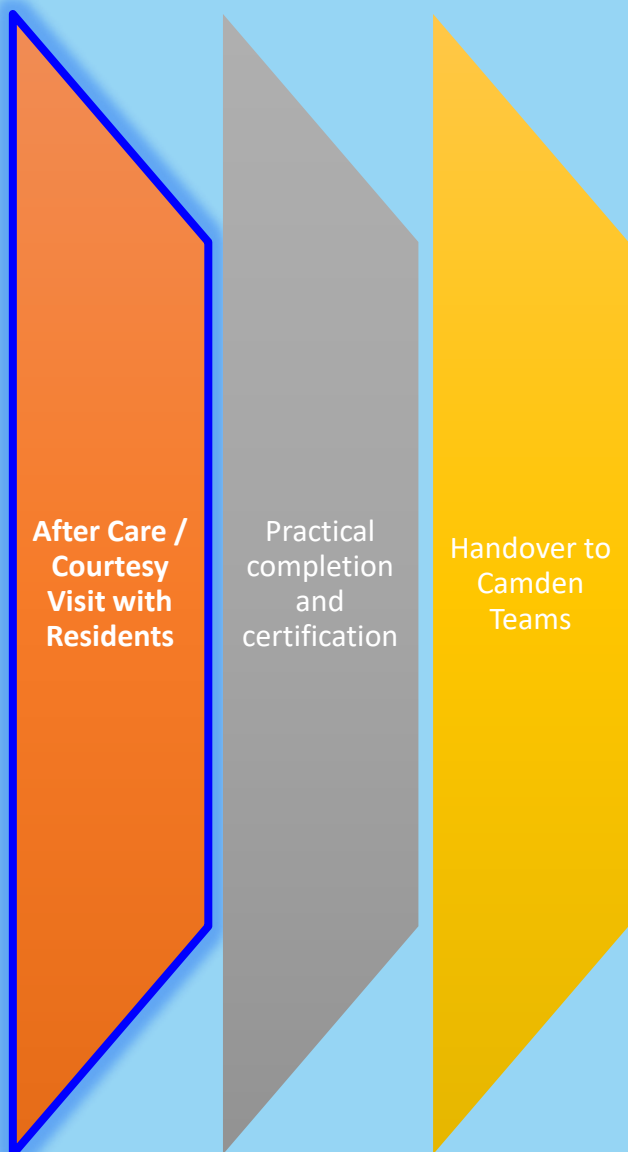 After Care /
Courtesy
Visit with
Residents
Practical
completion
and
certification
Handover to
Camden
Teams